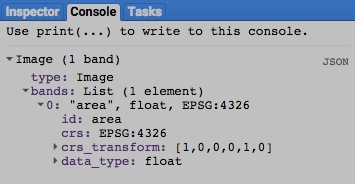 Inspector Console Tasks
Use print(...) to write to this console.
Image (1 band) JSON
type: Image
bands: List (1 element)
0: "area", float, EPSG:4326
id: area
crs: EPSG:4326
crs_transform: [1,0,0,0,1,0]
data_type: float